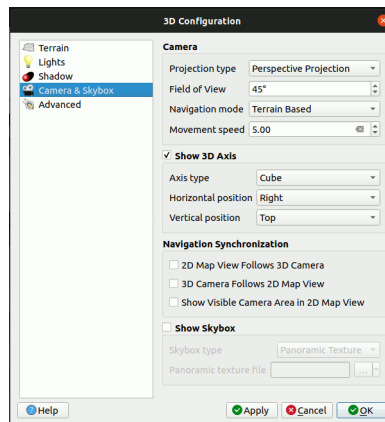 3D Configuration
Terrain
Lights
Shadow
Camera & Skybox
Advanced
Camera
Projection type Perspective Projection
Field of View 45°
Navigation mode Terrain Based
Movement speed 5.00
Show 3D Axis
Axis type Cube
Horizontal position Right
Vertical position Top
Navigation Synchronization
2D Map View Follows 3D Camera
3D Camera Follows 2D Map View
Show Visible Camera Area in 2D Map View
Show Skybox
Skybox type Panoramic Texture
Panoramic texture file ...
Help Apply Cancel OK